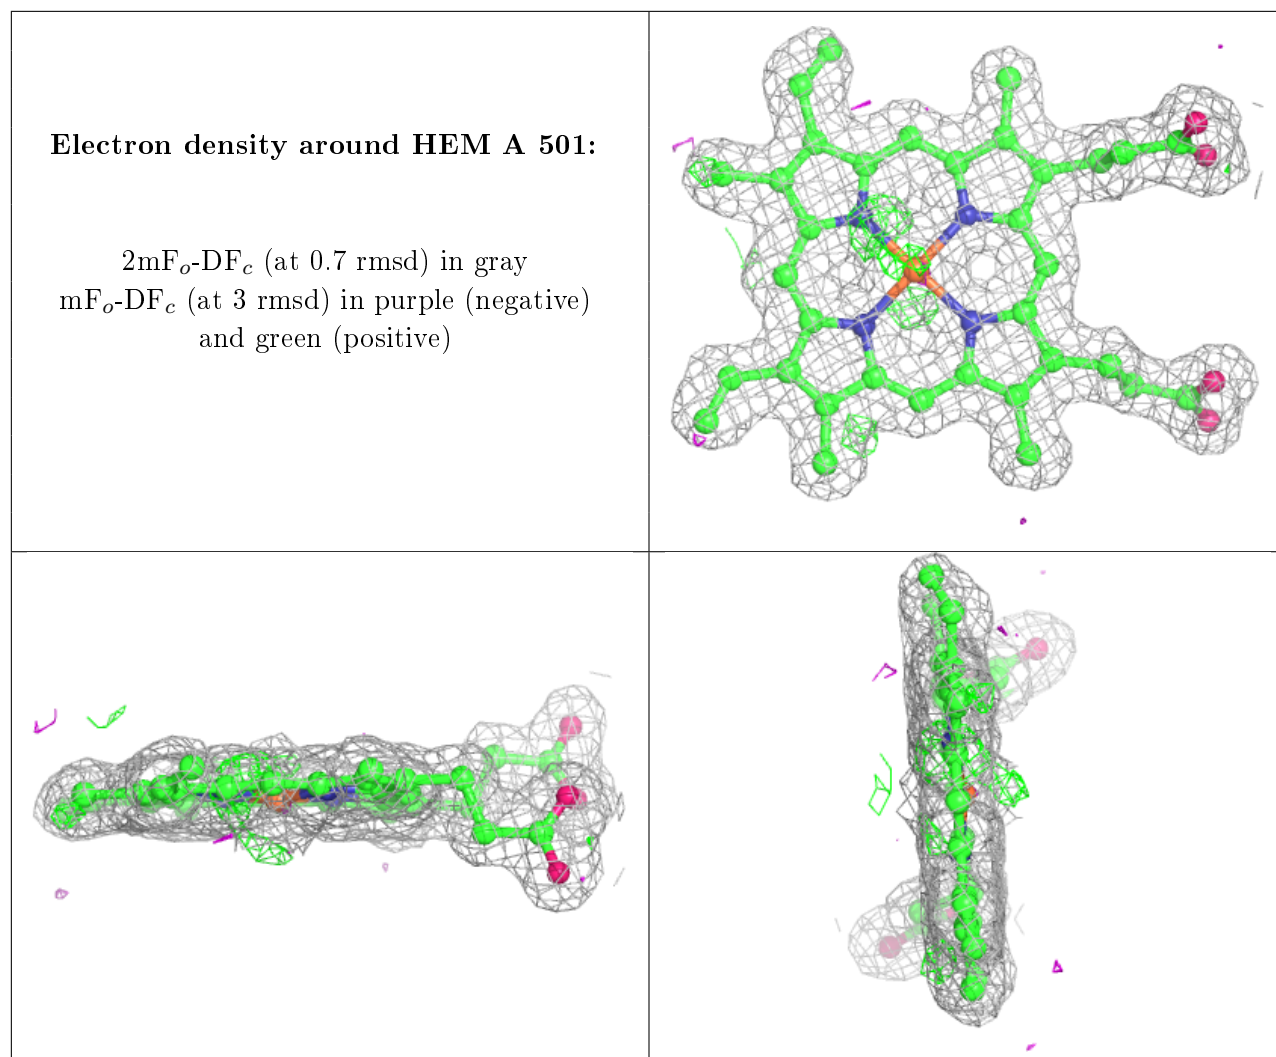 Electron density around HEM A 501:
2mFo-DFc (at 0.7 rmsd) in gray
mFo-DFc (at 3 rmsd) in purple (negative)
and green (positive)